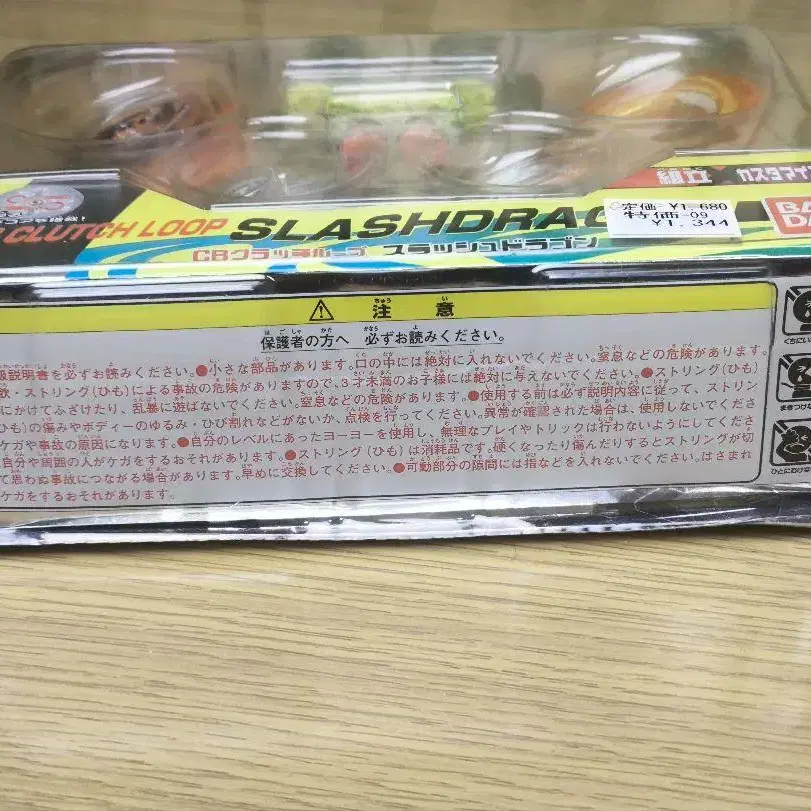 CLUTCH LOOP SLASHDRAG
定価 ¥1,680
特価 -09
¥1,344
組立×カスタマイ
CBクラッチループ スラッシュドラゴン
BA
DA
注意
保護者の方へ 必ずお読みください。
扱説明書を必ずお読みください。●小さな部品があります。口の中には絶対に入れないでください。窒息などの危険があります。
飲・ストリング(ひも)による事故の危険がありますので、3才未満のお子様には絶対に与えないでください。●ストリング(ひも)
にかけてふざけたり、乱暴に遊ばないでください。窒息などの危険があります。●使用する前は必ず説明内容に従って、ストリン
ひも)の傷みやボディーのゆるみ・ひび割れなどがないか、点検を行ってください。異常が確認された場合は、使用しないでくださ
ケガや事故の原因になります。●自分のレベルにあったヨーヨーを使用し、無理なプレイやトリックは行わないようにしてくださ
自分や周囲の人がケガをするおそれがあります。●ストリング(ひも)は消耗品です。硬くなったり傷んだりするとストリングが切
て思わぬ事故につながる場合があります。早めに交換してください。●可動部分の隙間には指などを入れないでください。はさまれ
ケガをするおそれがあります。